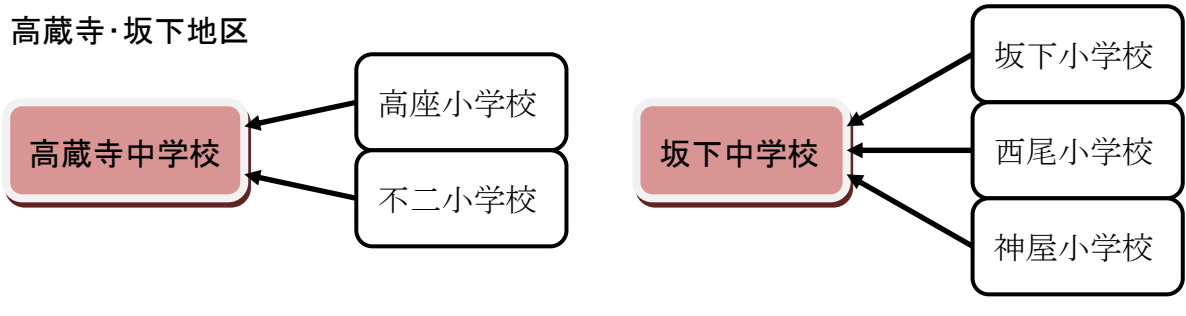 高蔵寺・坂下地区
高蔵寺中学校
高座小学校
不二小学校
坂下中学校
坂下小学校
西尾小学校
神屋小学校